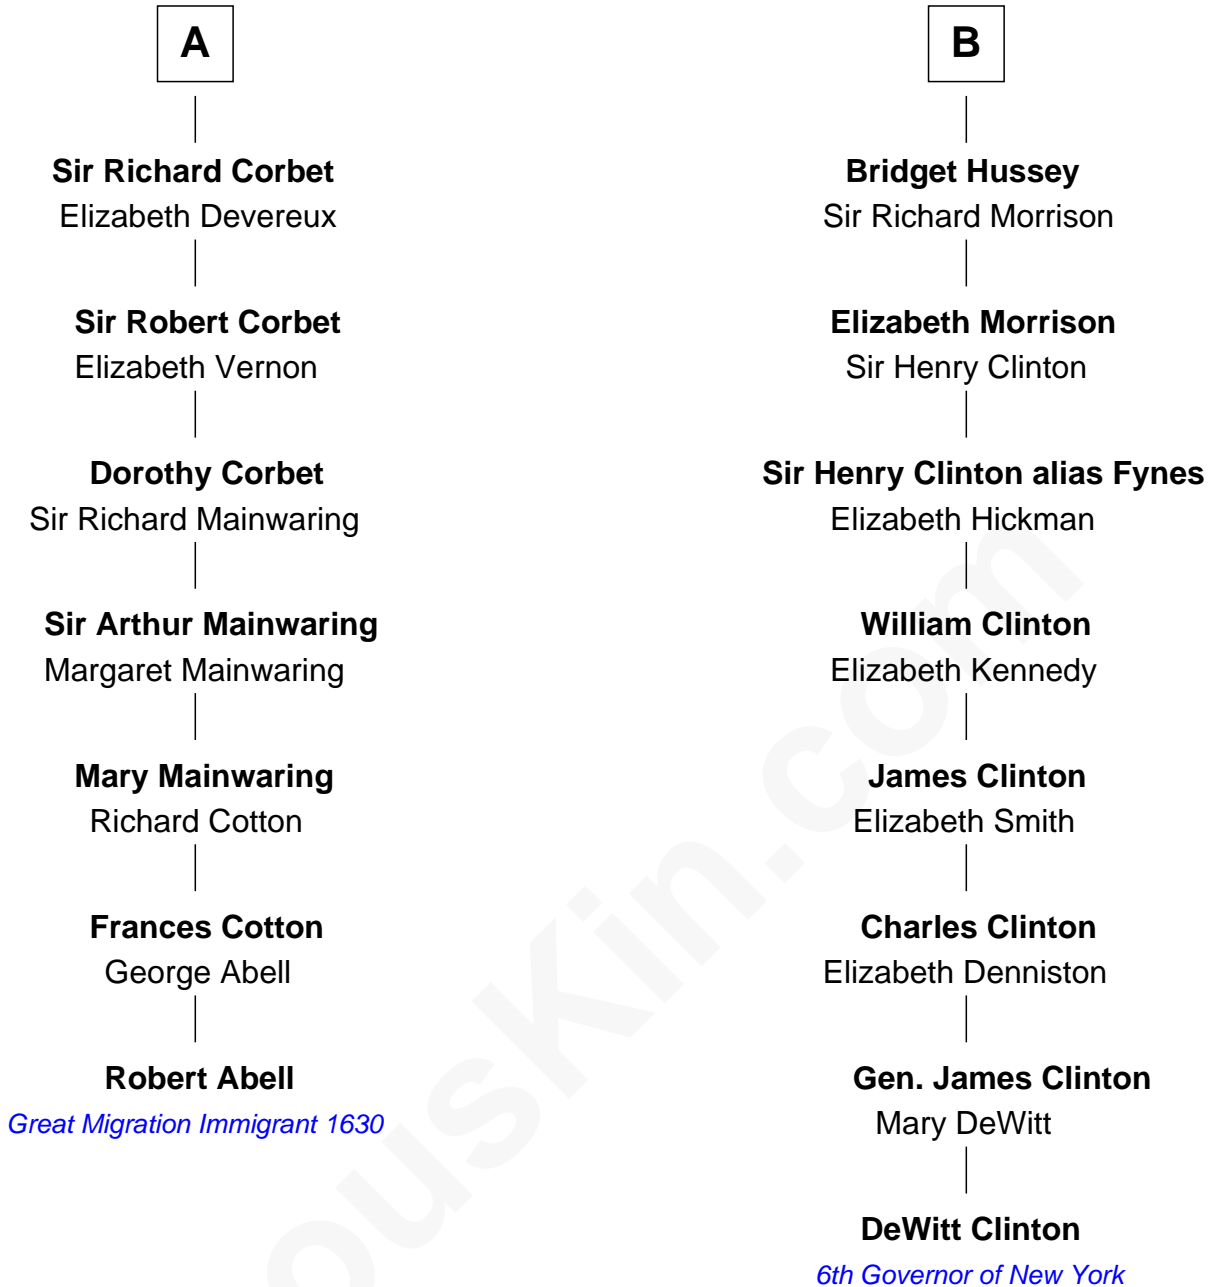 A
Sir Richard Corbet
Elizabeth Devereux
Sir Robert Corbet
Elizabeth Vernon
Dorothy Corbet
Sir Richard Mainwaring
Sir Arthur Mainwaring
Margaret Mainwaring
Mary Mainwaring
Richard Cotton
Frances Cotton
George Abell
Robert Abell
Great Migration Immigrant 1630
B
Bridget Hussey
Sir Richard Morrison
Elizabeth Morrison
Sir Henry Clinton
Sir Henry Clinton alias Fynes
Elizabeth Hickman
William Clinton
Elizabeth Kennedy
James Clinton
Elizabeth Smith
Charles Clinton
Elizabeth Denniston
Gen. James Clinton
Mary DeWitt
DeWitt Clinton
6th Governor of New York
ousKin.com